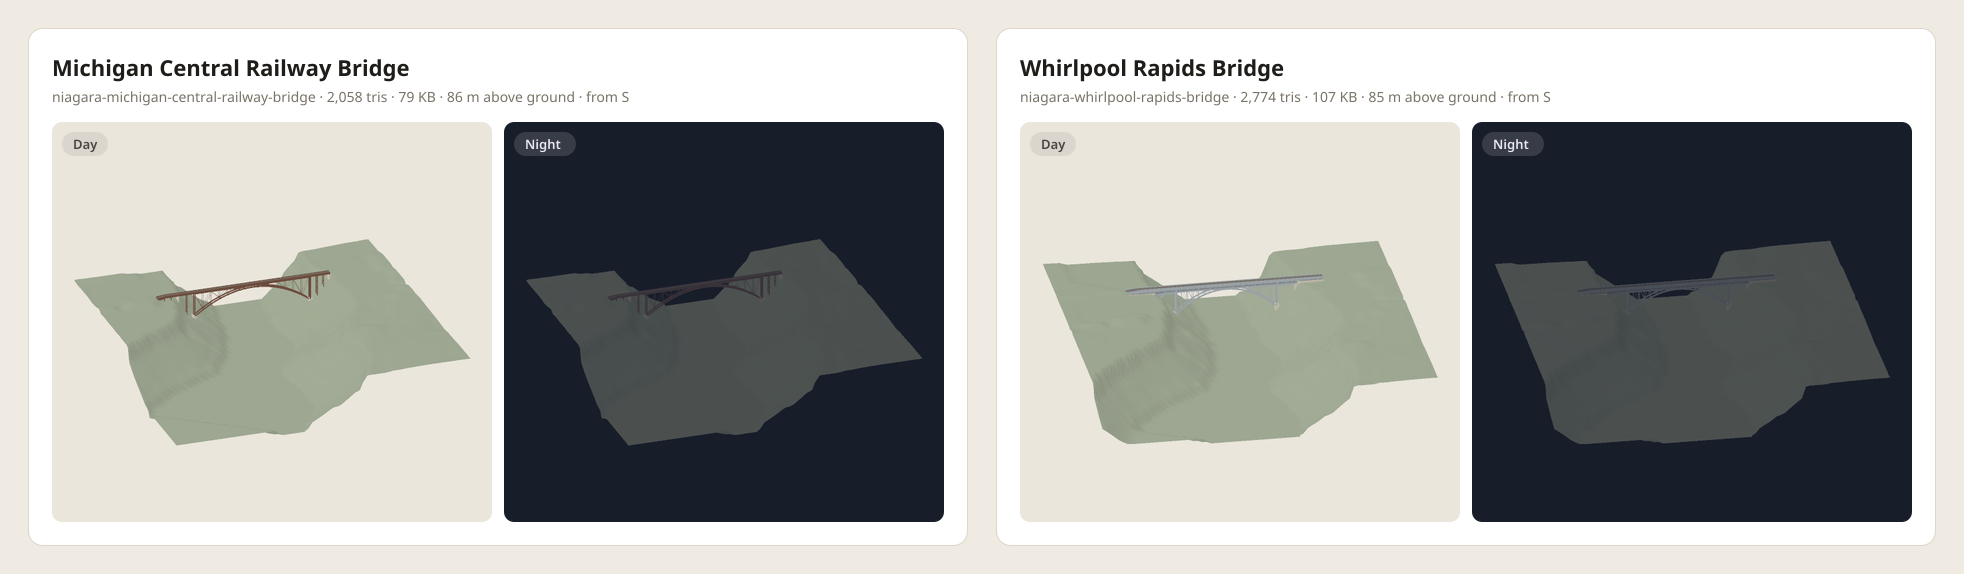 Michigan Central Railway Bridge
niagara-michigan-central-railway-bridge · 2,058 tris · 79 KB · 86 m above ground · from S
Day
Night
Whirlpool Rapids Bridge
niagara-whirlpool-rapids-bridge · 2,774 tris · 107 KB · 85 m above ground · from S
Day
Night